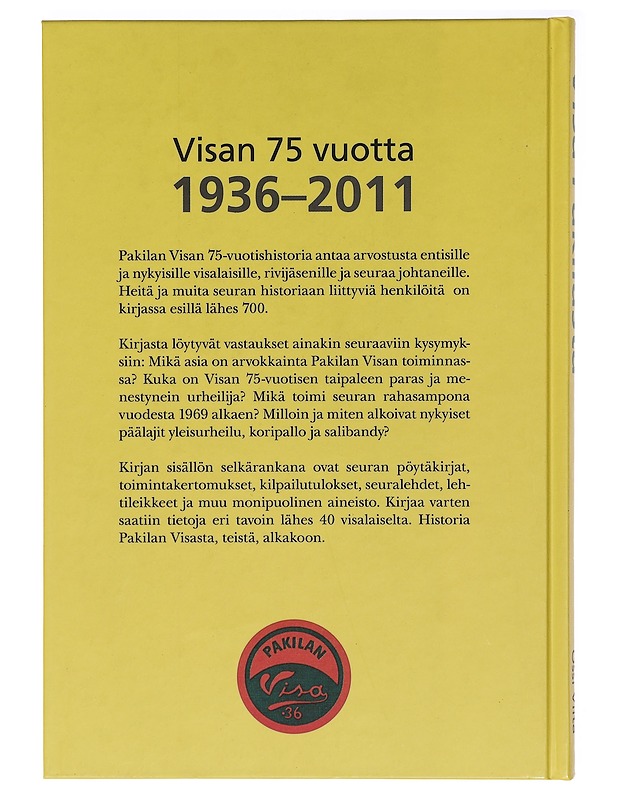 Visan 75 vuotta
1936–2011
Pakilan Visan 75-vuotishistoria antaa arvostusta entisille
ja nykyisille visalaisille, rivijäsenille ja seuraa johtaneille.
Heitä ja muita seuran historiaan liittyviä henkilöitä on
kirjassa esillä lähes 700.
Kirjasta löytyvät vastaukset ainakin seuraaviin kysymyk-
siin: Mikä asia on arvokkainta Pakilan Visan toiminnas-
sa? Kuka on Visan 75-vuotisen taipaleen paras ja me-
nestynein urheilija? Mikä toimi seuran rahasampona
vuodesta 1969 alkaen? Milloin ja miten alkoivat nykyiset
päälajit yleisurheilu, koripallo ja salibandy?
Kirjan sisällön selkärankana ovat seuran pöytäkirjat,
toimintakertomukset, kilpailutulokset, seuralehdet, leh-
tileikkeet ja muu monipuolinen aineisto. Kirjaa varten
saatiin tietoja eri tavoin lähes 40 visalaiselta. Historia
Pakilan Visasta, teistä, alkakoon.
PAKILAN
Visa
-36